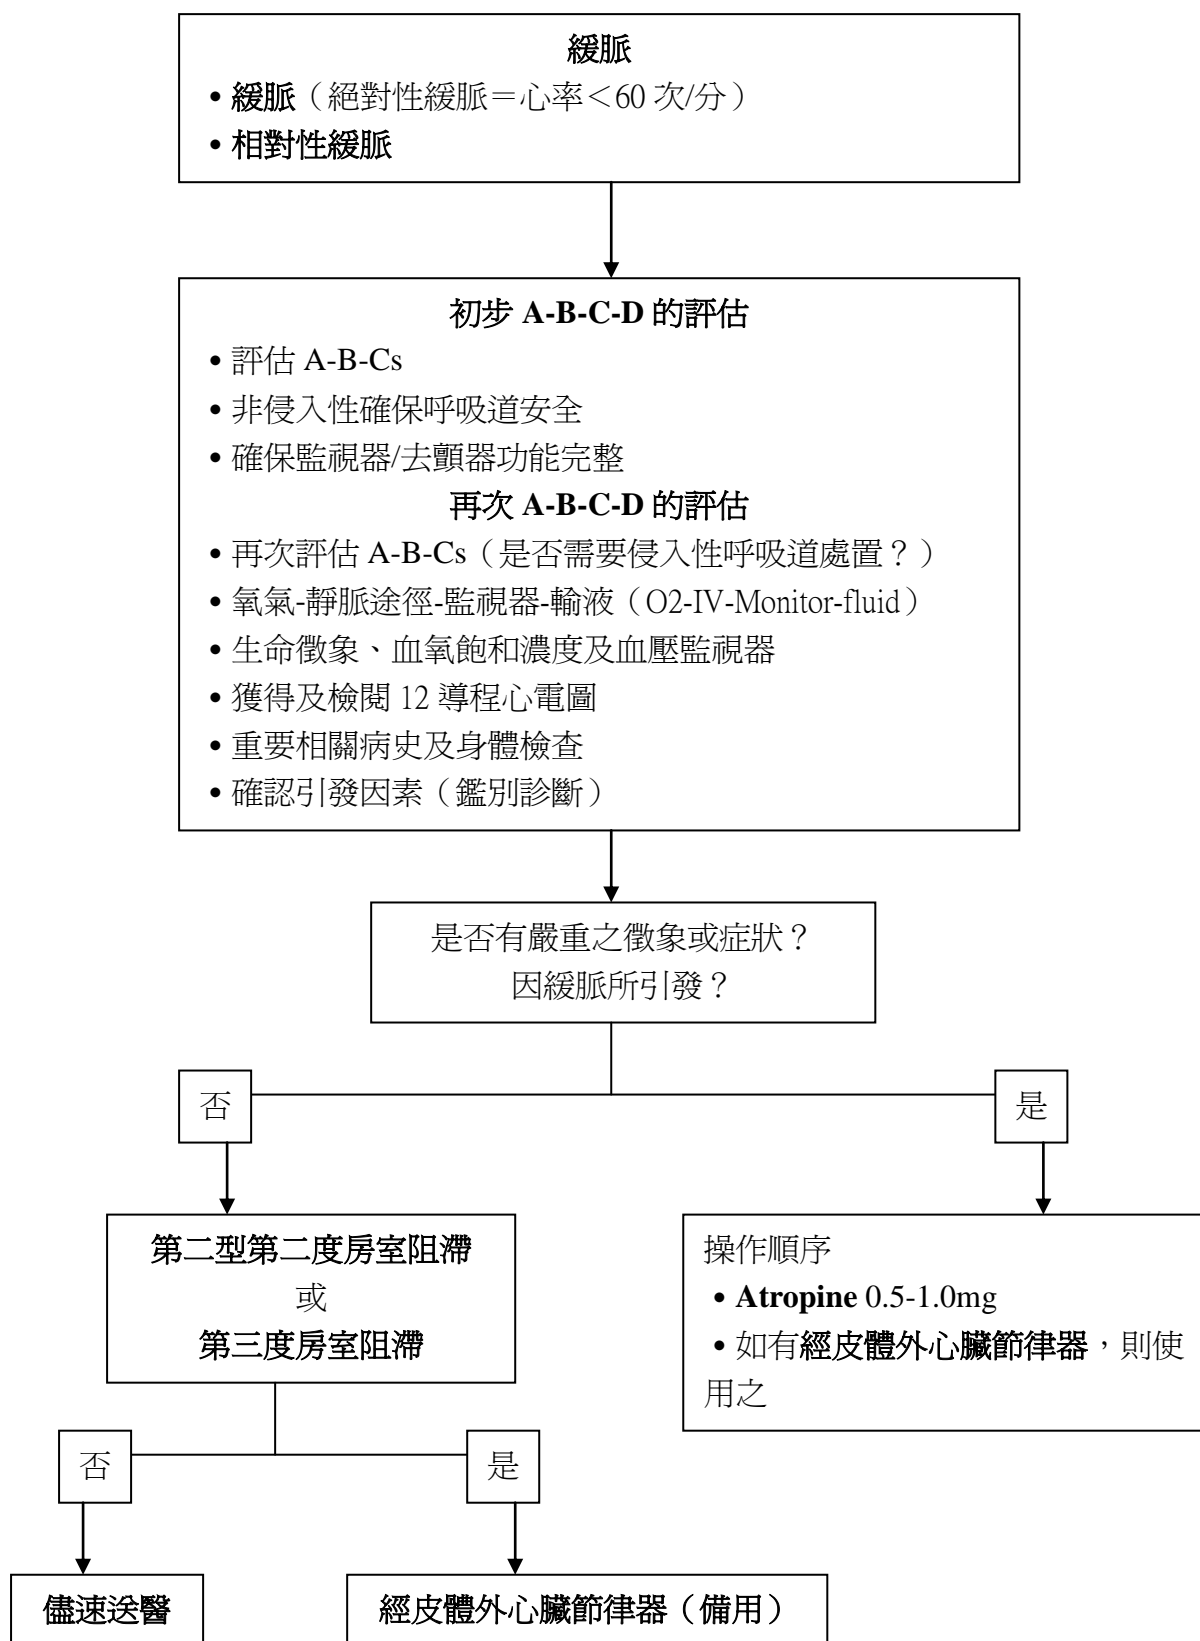 緩脈
• 緩脈（絕對性緩脈＝心率＜60 次/分）
• 相對性緩脈
初步 A-B-C-D 的評估
• 評估 A-B-Cs
• 非侵入性確保呼吸道安全
• 確保監視器/去顫器功能完整
再次 A-B-C-D 的評估
• 再次評估 A-B-Cs（是否需要侵入性呼吸道處置？）
• 氧氣-靜脈途徑-監視器-輸液（O2-IV-Monitor-fluid）
• 生命徵象、血氧飽和濃度及血壓監視器
• 獲得及檢閱 12 導程心電圖
• 重要相關病史及身體檢查
• 確認引發因素（鑑別診斷）
是否有嚴重之徵象或症狀？
因緩脈所引發？
否
是
第二型第二度房室阻滯
或
第三度房室阻滯
操作順序
• Atropine 0.5-1.0mg
• 如有經皮體外心臟節律器，則使
用之
否
是
儘速送醫
經皮體外心臟節律器（備用）